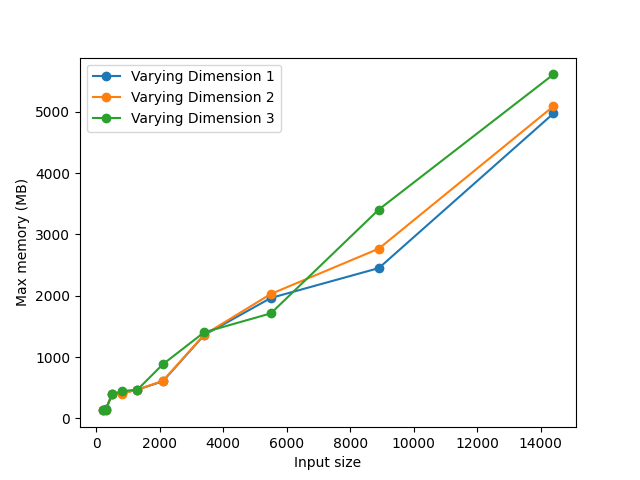 Varying Dimension 1
Varying Dimension 2
Varying Dimension 3
5000
4000
3000
2000
1000
0
Max memory (MB)
0 2000 4000 6000 8000 10000 12000 14000
Input size